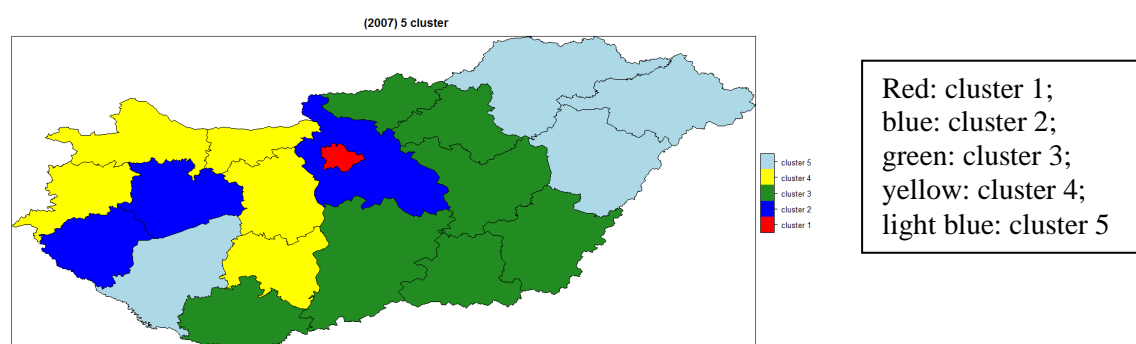 (2007) 5 cluster
cluster 5
cluster 4
cluster 3
cluster 2
cluster 1
Red: cluster 1;
blue: cluster 2;
green: cluster 3;
yellow: cluster 4;
light blue: cluster 5